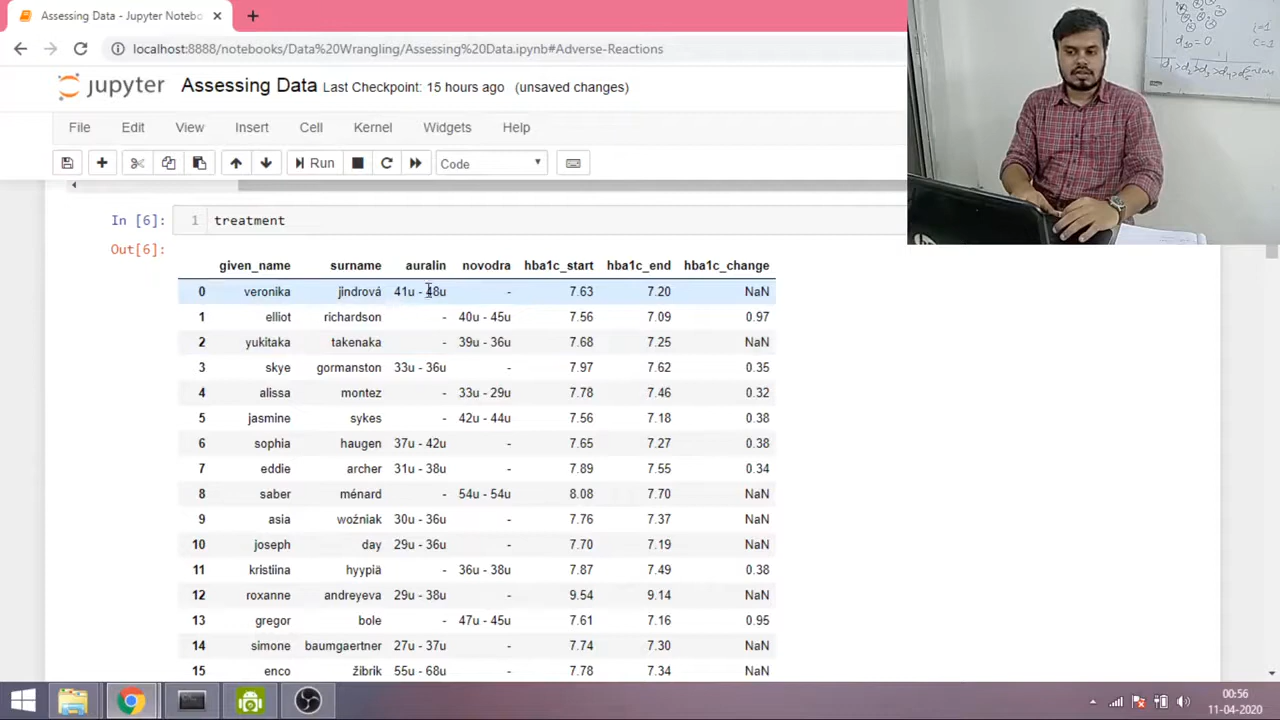 Assessing Data - Jupyter Notebo
localhost:8888/notebooks/Data%20Wrangling/Assessing%20Data.ipynb#Adverse-Reactions
jupyter Assessing Data Last Checkpoint: 15 hours ago (unsaved changes)
File Edit View Insert Cell Kernel Widgets Help
Run Code
In [6]: 1 treatment
Out[6]:
given_name surname auralin novodra hba1c_start hba1c_end hba1c_change
0 veronika jindrová 41u - 48u - 7.63 7.20 NaN
1 elliot richardson - 40u - 45u 7.56 7.09 0.97
2 yukitaka takenaka - 39u - 36u 7.68 7.25 NaN
3 skye gormanston 33u - 36u - 7.97 7.62 0.35
4 alissa montez - 33u - 29u 7.78 7.46 0.32
5 jasmine sykes - 42u - 44u 7.56 7.18 0.38
6 sophia haugen 37u - 42u - 7.65 7.27 0.38
7 eddie archer 31u - 38u - 7.89 7.55 0.34
8 saber ménard - 54u - 54u 8.08 7.70 NaN
9 asia woźniak 30u - 36u - 7.76 7.37 NaN
10 joseph day 29u - 36u - 7.70 7.19 NaN
11 kristiina hyypiä - 36u - 38u 7.87 7.49 0.38
12 roxanne andreyeva 29u - 38u - 9.54 9.14 NaN
13 gregor bole - 47u - 45u 7.61 7.16 0.95
14 simone baumgaertner 27u - 37u - 7.74 7.30 NaN
15 enco žibrik 55u - 68u - 7.78 7.34 NaN
00:56
11-04-2020